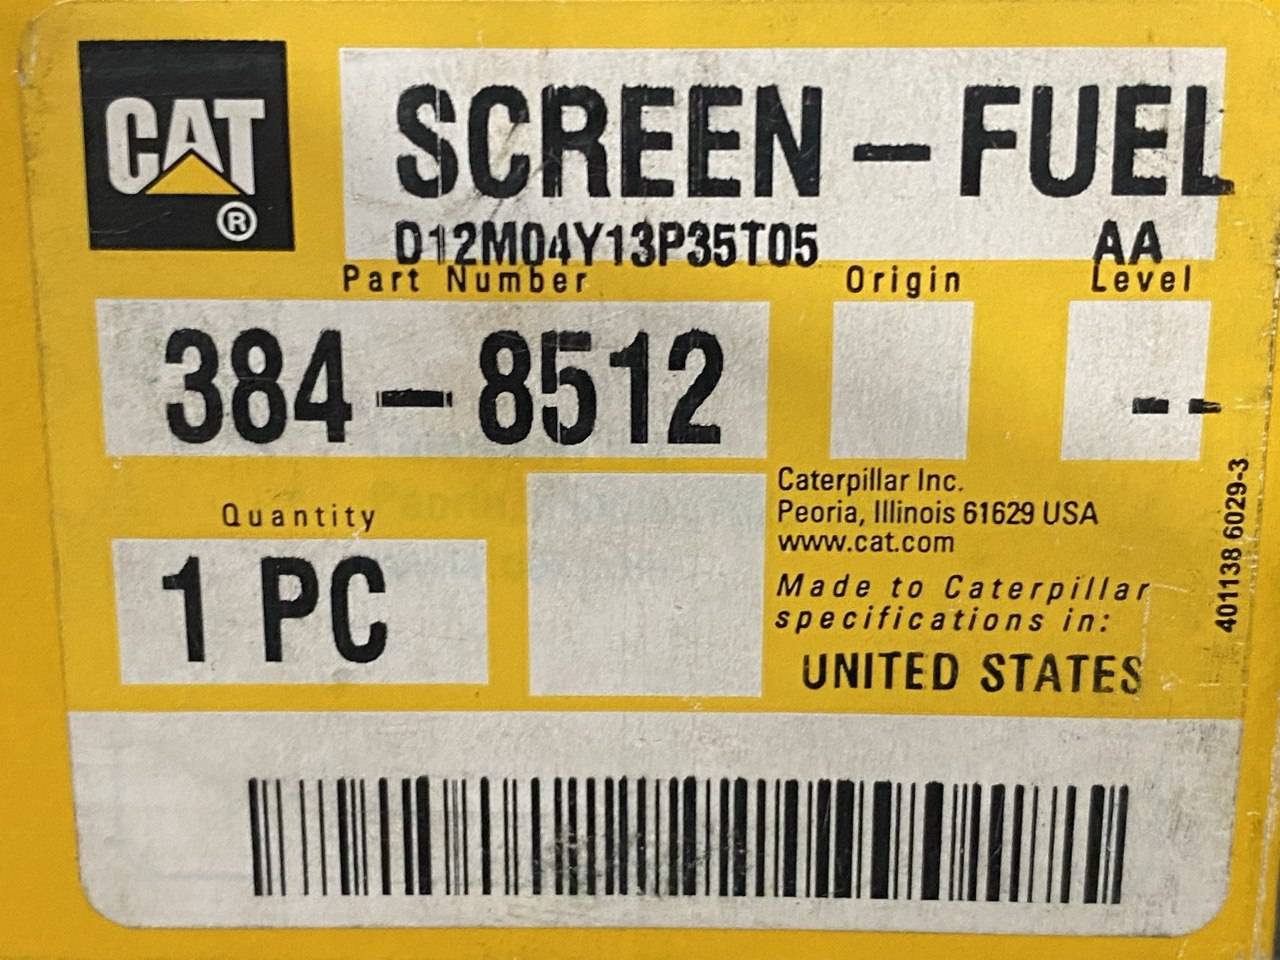 CAT
®
SCREEN-FUEL
D12M04Y13P35T05 AA
Part Number Origin Level
384-8512 --
Quantity
1 PC
Caterpillar Inc.
Peoria, Illinois 61629 USA
www.cat.com
Made to Caterpillar
specifications in:
UNITED STATES
401138 6029-3